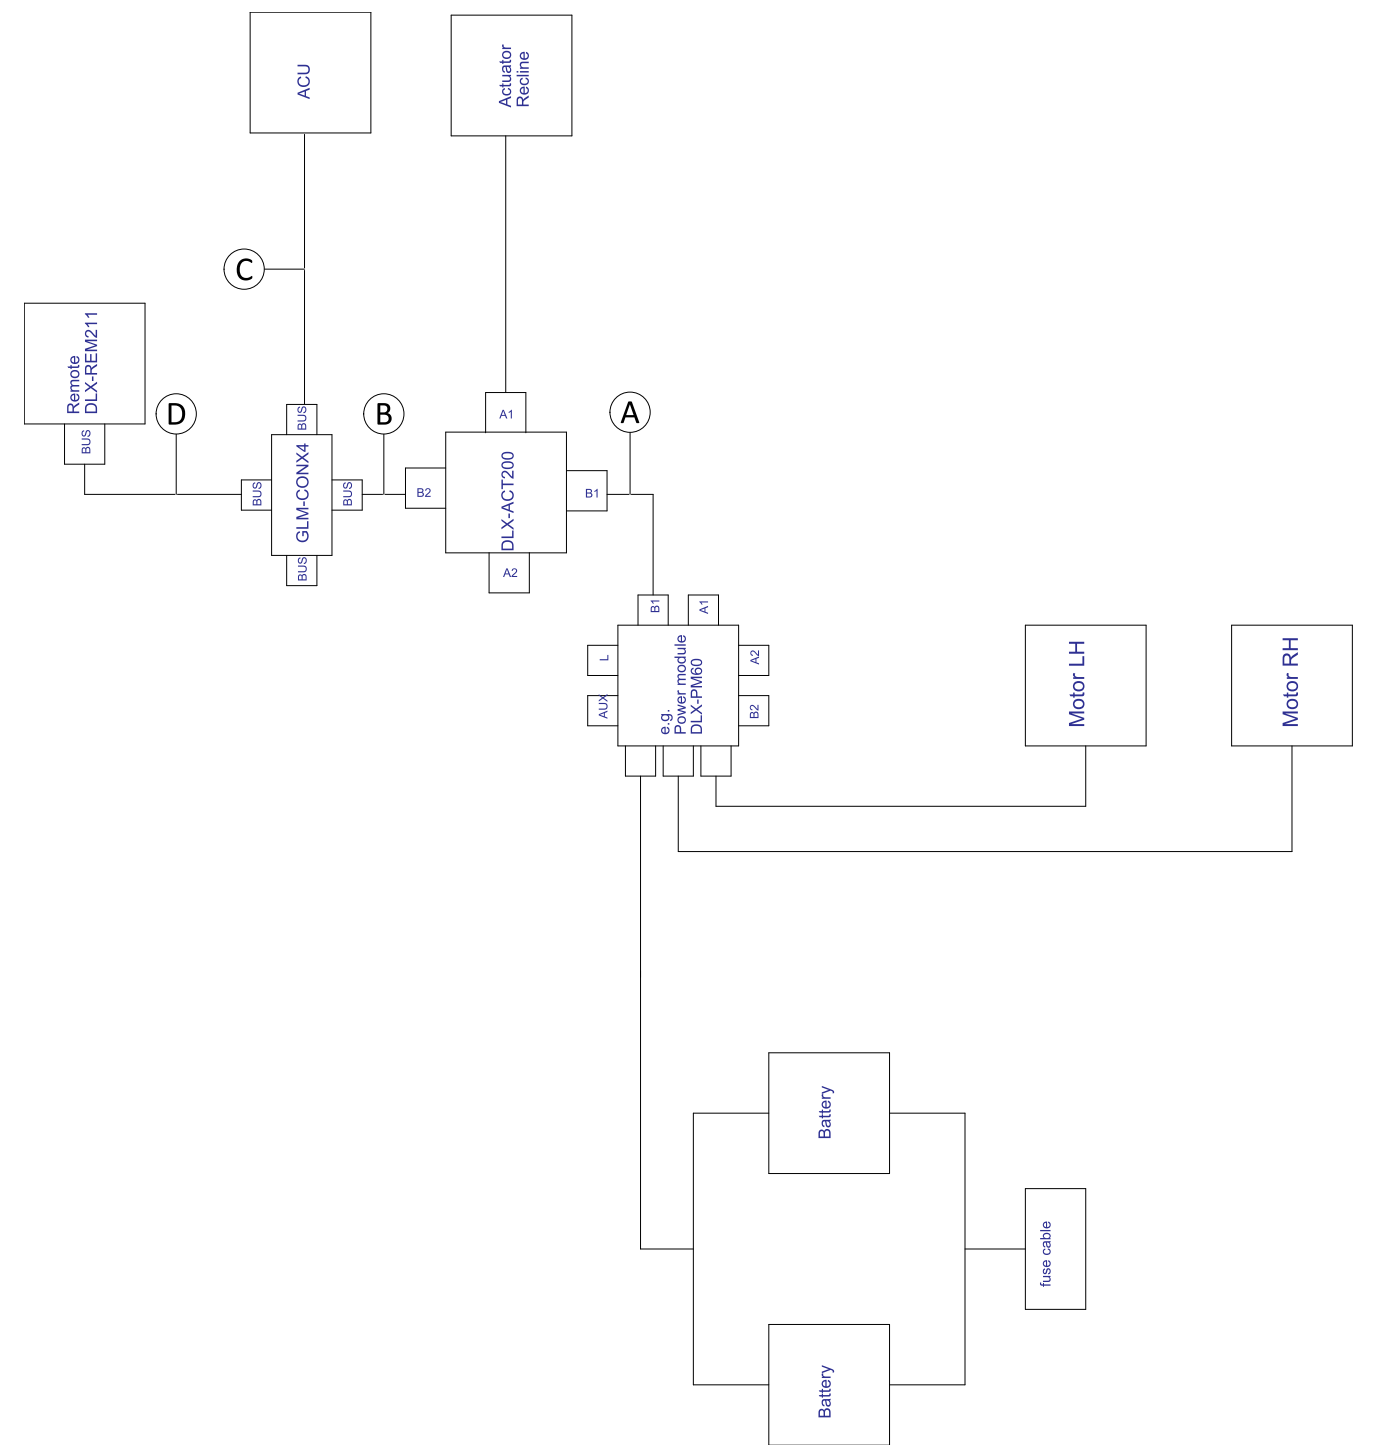 ACU
Actuator
Recline
C
Remote
DLX-REM211
BUS
D
BUS
BUS
GLM-CONX4
BUS
BUS
B
B2
A1
DLX-ACT200
B1
A2
A
B1
A1
L
AUX
e.g.
Power module
DLX-PM60
A2
B2
Motor LH
Motor RH
Battery
fuse cable
Battery